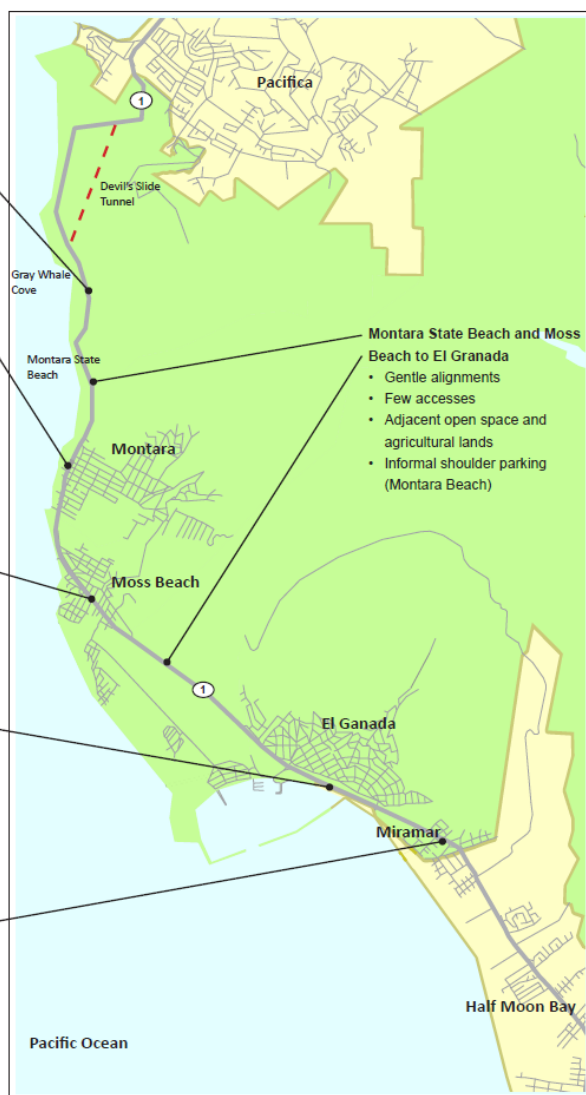 Pacifica
1
Devil's Slide
Tunnel
Gray Whale
Cove
Montara State Beach and Moss
Beach to El Granada
• Gentle alignments
• Few accesses
• Adjacent open space and
agricultural lands
• Informal shoulder parking
(Montara Beach)
Montara State
Beach
Montara
Moss Beach
1
El Ganada
Miramar
Half Moon Bay
Pacific Ocean